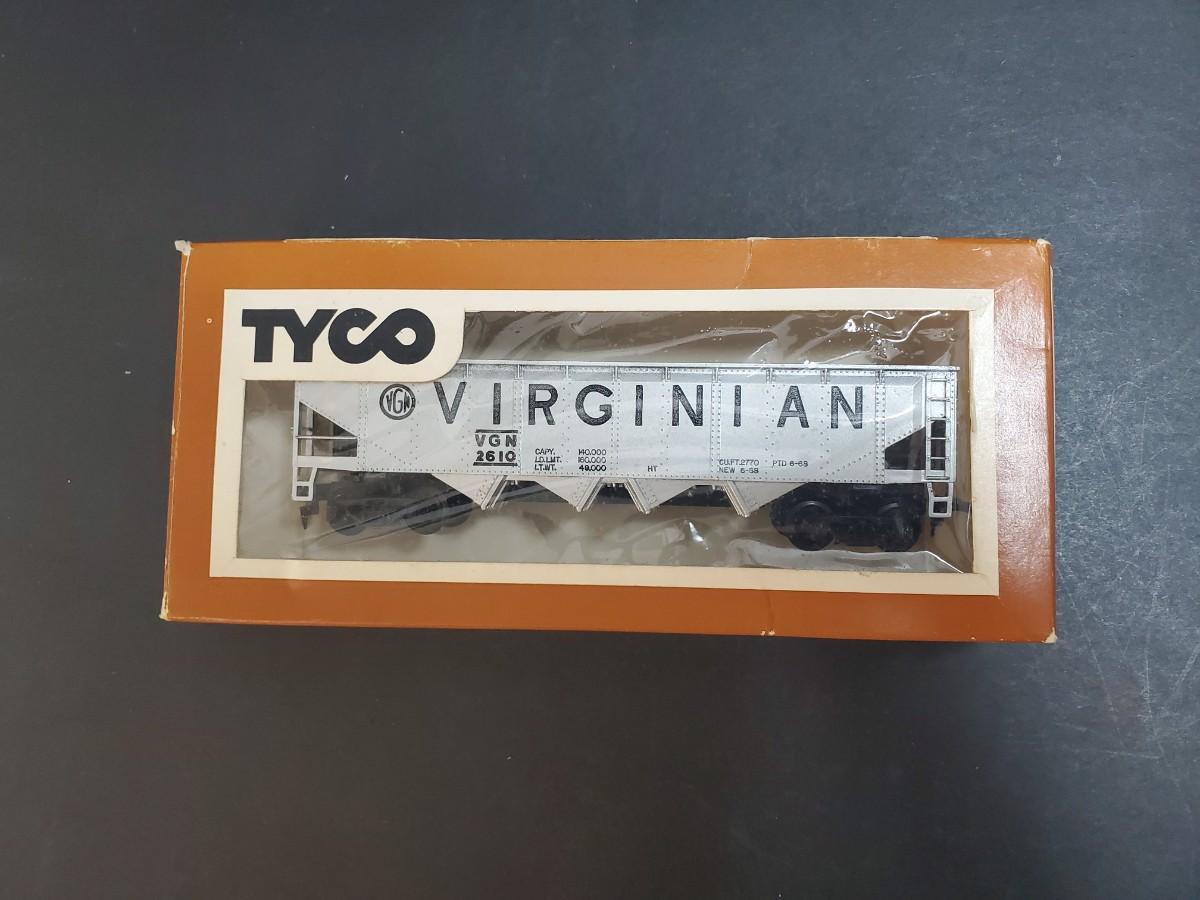 TYCO
VGN VIRGINIAN
VGN
2610
CAPY. 140,000
LD.LMT. 160,000
LT.WT. 49,000
HT
CU.FT. 2770 PTD 6-68
NEW 6-58